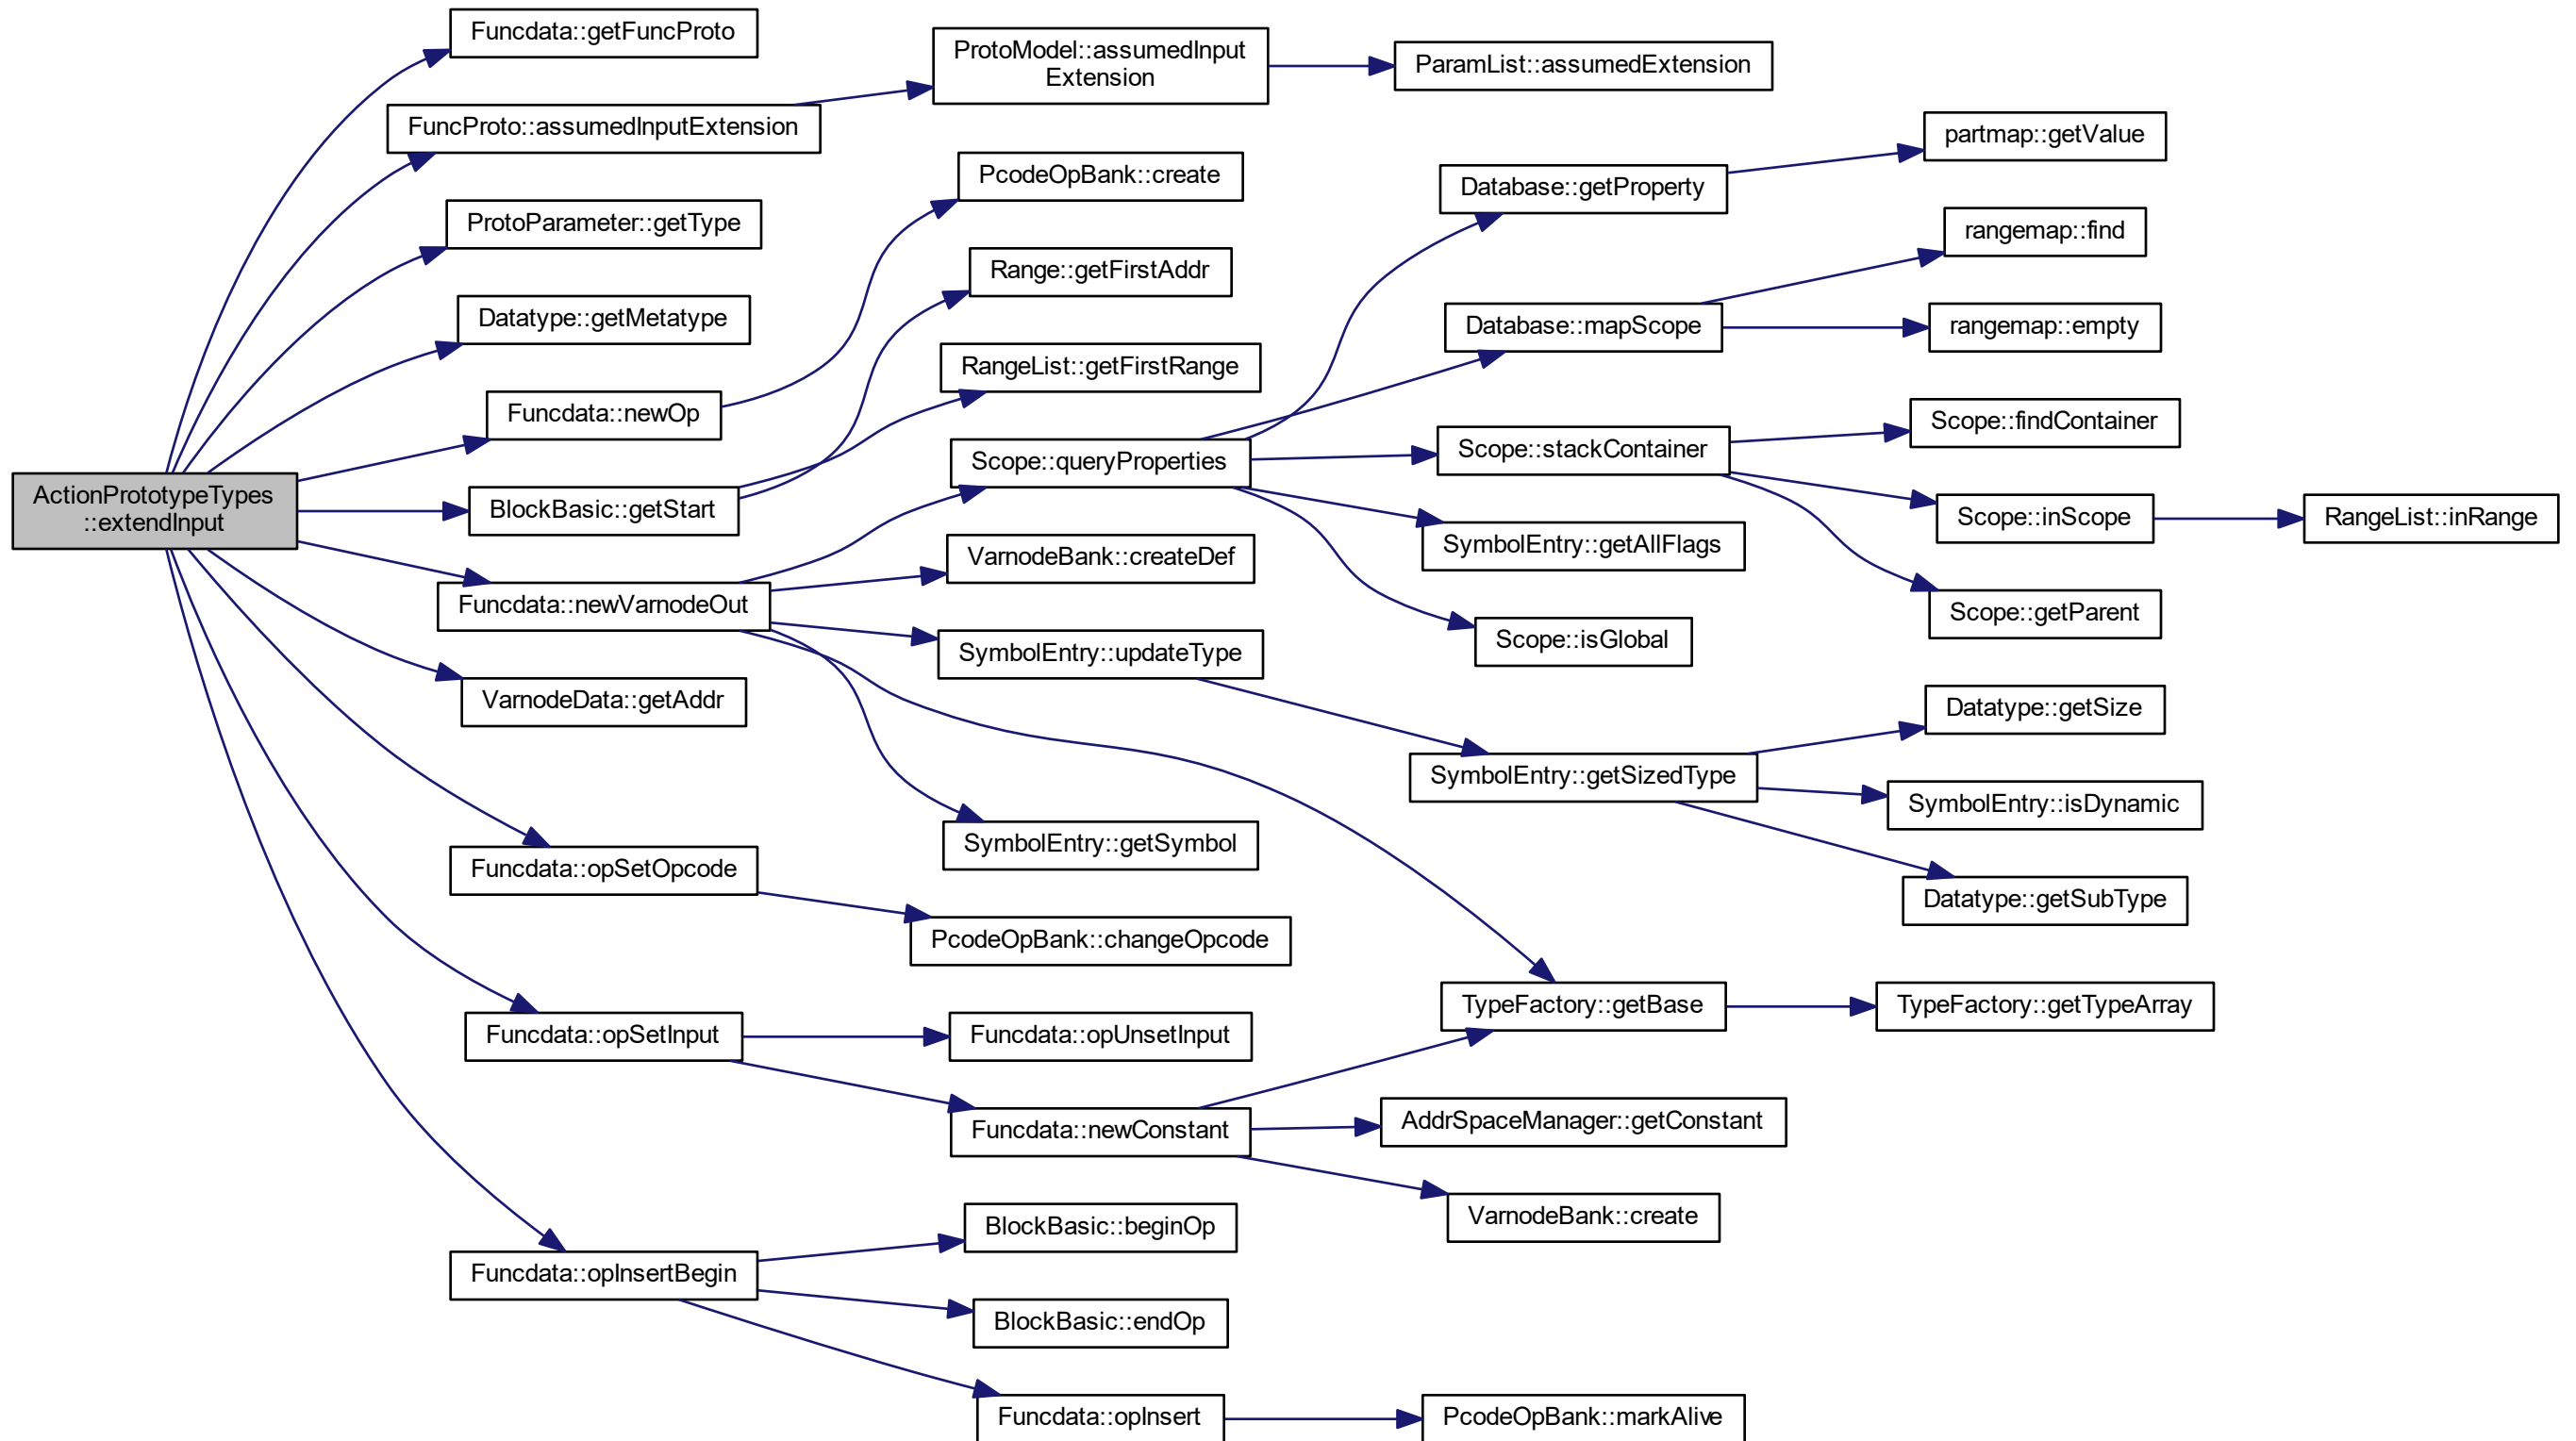 ActionPrototypeTypes
::extendInput
Funcdata::getFuncProto
FuncProto::assumedInputExtension
ProtoModel::assumedInput
Extension
ParamList::assumedExtension
ProtoParameter::getType
Datatype::getMetatype
Funcdata::newOp
PcodeOpBank::create
BlockBasic::getStart
Range::getFirstAddr
RangeList::getFirstRange
Funcdata::newVarnodeOut
Scope::queryProperties
Database::getProperty
partmap::getValue
Database::mapScope
rangemap::find
rangemap::empty
Scope::stackContainer
Scope::findContainer
Scope::inScope
RangeList::inRange
Scope::getParent
SymbolEntry::getAllFlags
Scope::isGlobal
VarnodeBank::createDef
SymbolEntry::updateType
SymbolEntry::getSizedType
Datatype::getSize
SymbolEntry::isDynamic
Datatype::getSubType
SymbolEntry::getSymbol
TypeFactory::getBase
TypeFactory::getTypeArray
VarnodeData::getAddr
Funcdata::opSetOpcode
PcodeOpBank::changeOpcode
Funcdata::opSetInput
Funcdata::opUnsetInput
Funcdata::newConstant
AddrSpaceManager::getConstant
VarnodeBank::create
Funcdata::opInsertBegin
BlockBasic::beginOp
BlockBasic::endOp
Funcdata::opInsert
PcodeOpBank::markAlive